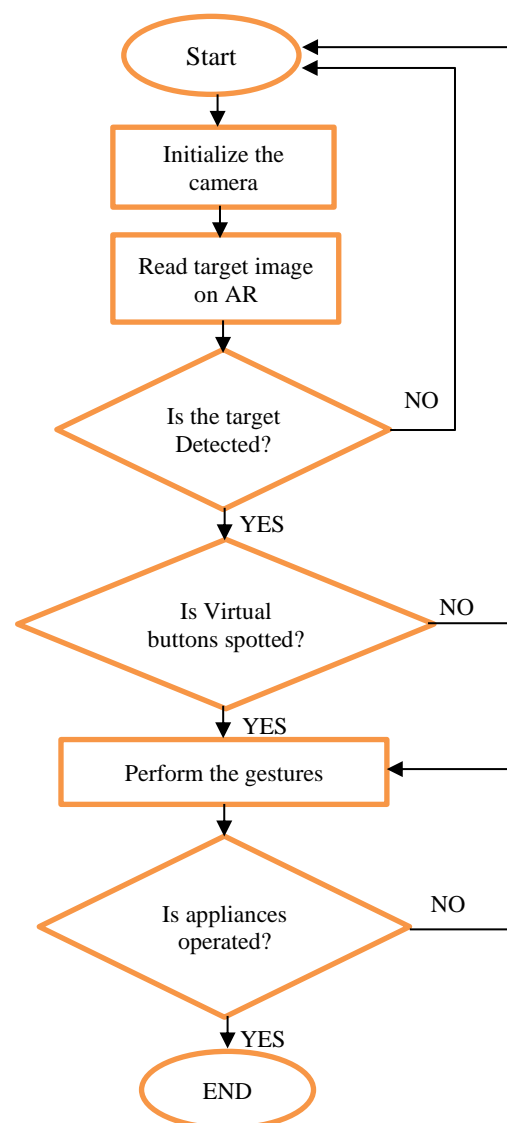 Start
Initialize the
camera
Read target image
on AR
Is the target
Detected?
NO
YES
Is Virtual
buttons spotted?
NO
YES
Perform the gestures
Is appliances
operated?
NO
YES
END